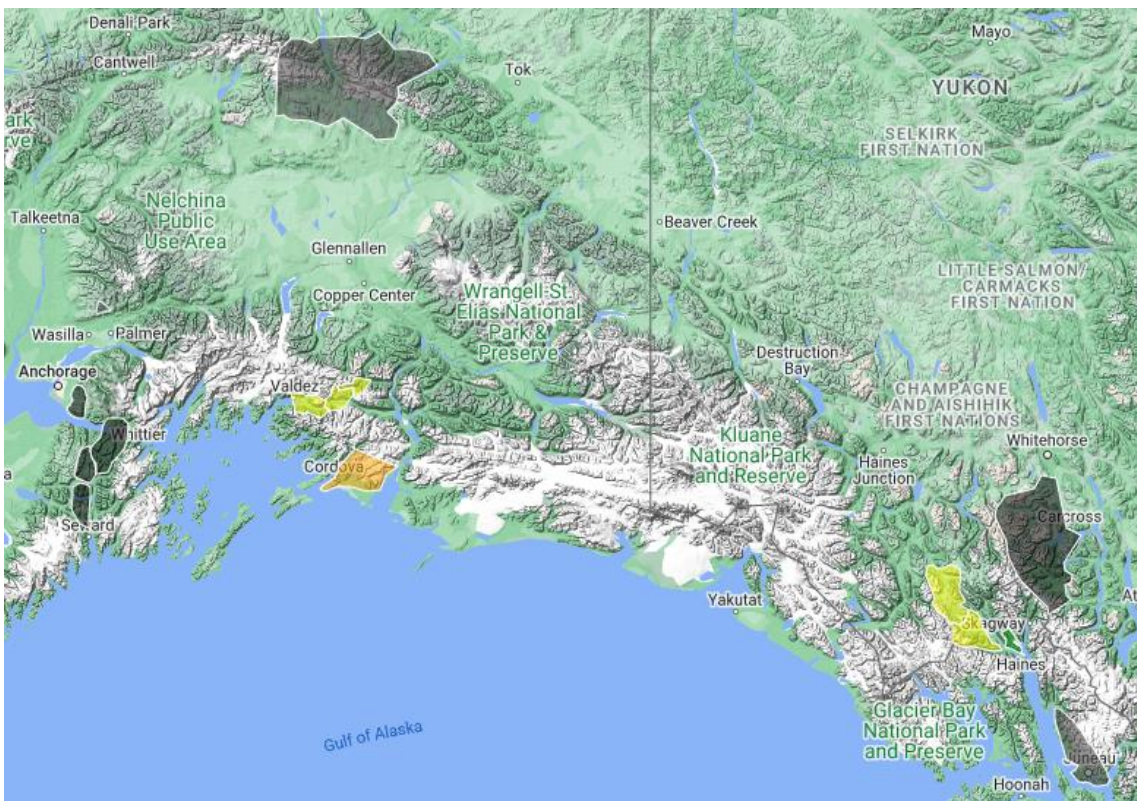 Denali Park
Mayo
Cantwell
Tok
YUKON
ark
rve
SELKIRK
FIRST NATION
Nelchina
Public
Use Area
Talkeetna
Beaver Creek
Glennallen
LITTLE SALMON/
CARMACKS
FIRST NATION
Copper Center
Wrangell-St.
Elias National
Park &
Preserve
Wasilla
Palmer
Destruction
Bay
Anchorage
Valdez
CHAMPAGNE
AND AISHIHIK
FIRST NATIONS
Whittier
Kluane
National Park
and Reserve
Whitehorse
Cordova
Haines
Junction
a
Seward
Carcross
At
Yakutat
Skagway
Haines
Glacier Bay
National Park
and Preserve
Gulf of Alaska
Juneau
Hoonah